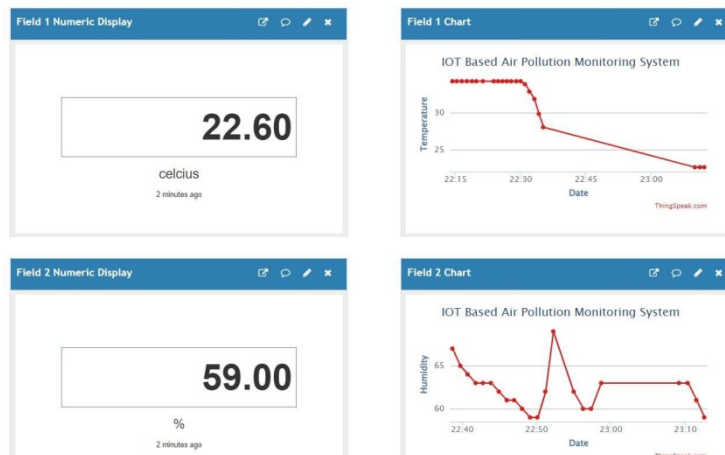 Field 1 Numeric Display
22.60
celcius
2 minutes ago
Field 1 Chart
IOT Based Air Pollution Monitoring System
Temperature
30
25
22:15 22:30 22:45 23:00
Date
ThingSpeak.com
Field 2 Numeric Display
59.00
%
2 minutes ago
Field 2 Chart
IOT Based Air Pollution Monitoring System
Humidity
65
60
22:40 22:50 23:00 23:10
Date